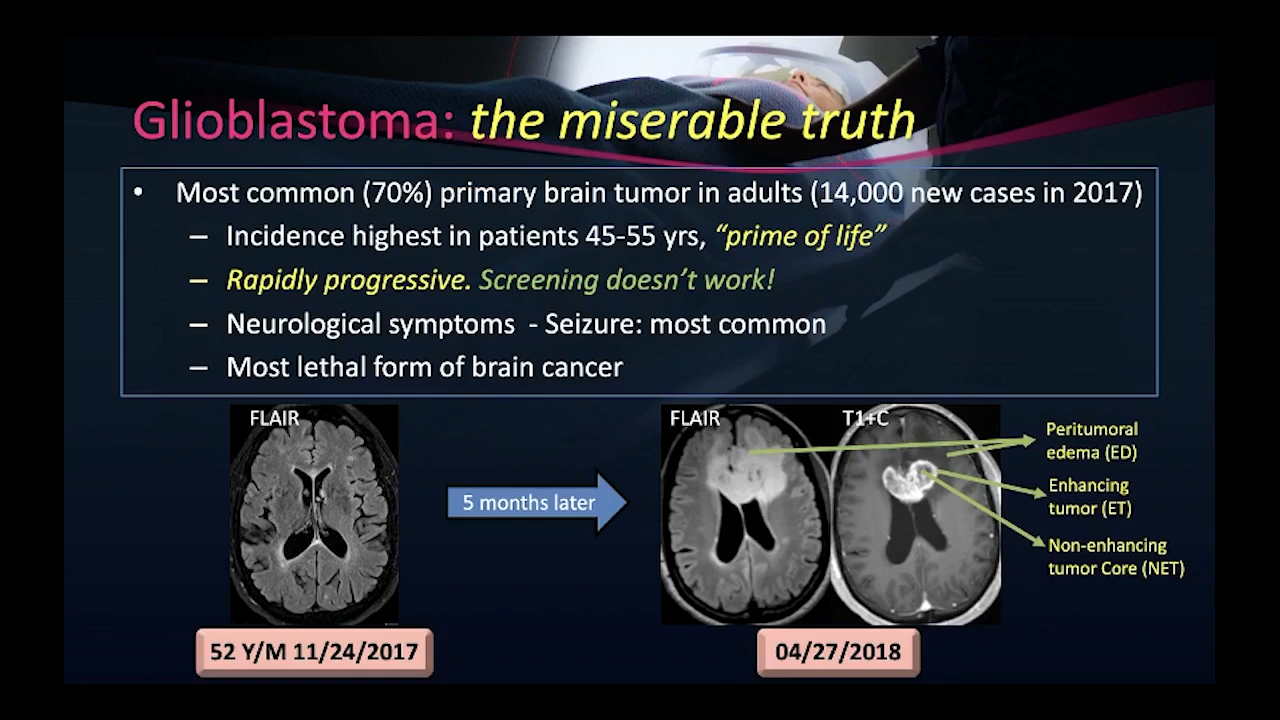 Glioblastoma: the miserable truth
• Most common (70%) primary brain tumor in adults (14,000 new cases in 2017)
– Incidence highest in patients 45-55 yrs, “prime of life”
– Rapidly progressive. Screening doesn’t work!
– Neurological symptoms - Seizure: most common
– Most lethal form of brain cancer
FLAIR
5 months later
FLAIR
T1+C
Peritumoral
edema (ED)
Enhancing
tumor (ET)
Non-enhancing
tumor Core (NET)
52 Y/M 11/24/2017
04/27/2018